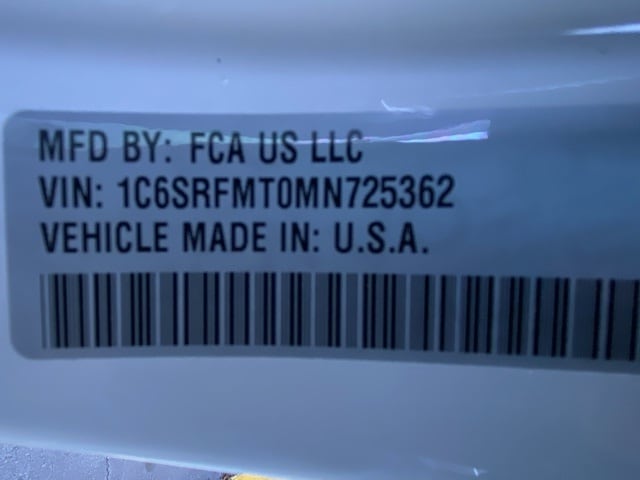 MFD BY: FCA US LLC
VIN: 1C6SRFMT0MN725362
VEHICLE MADE IN: U.S.A.